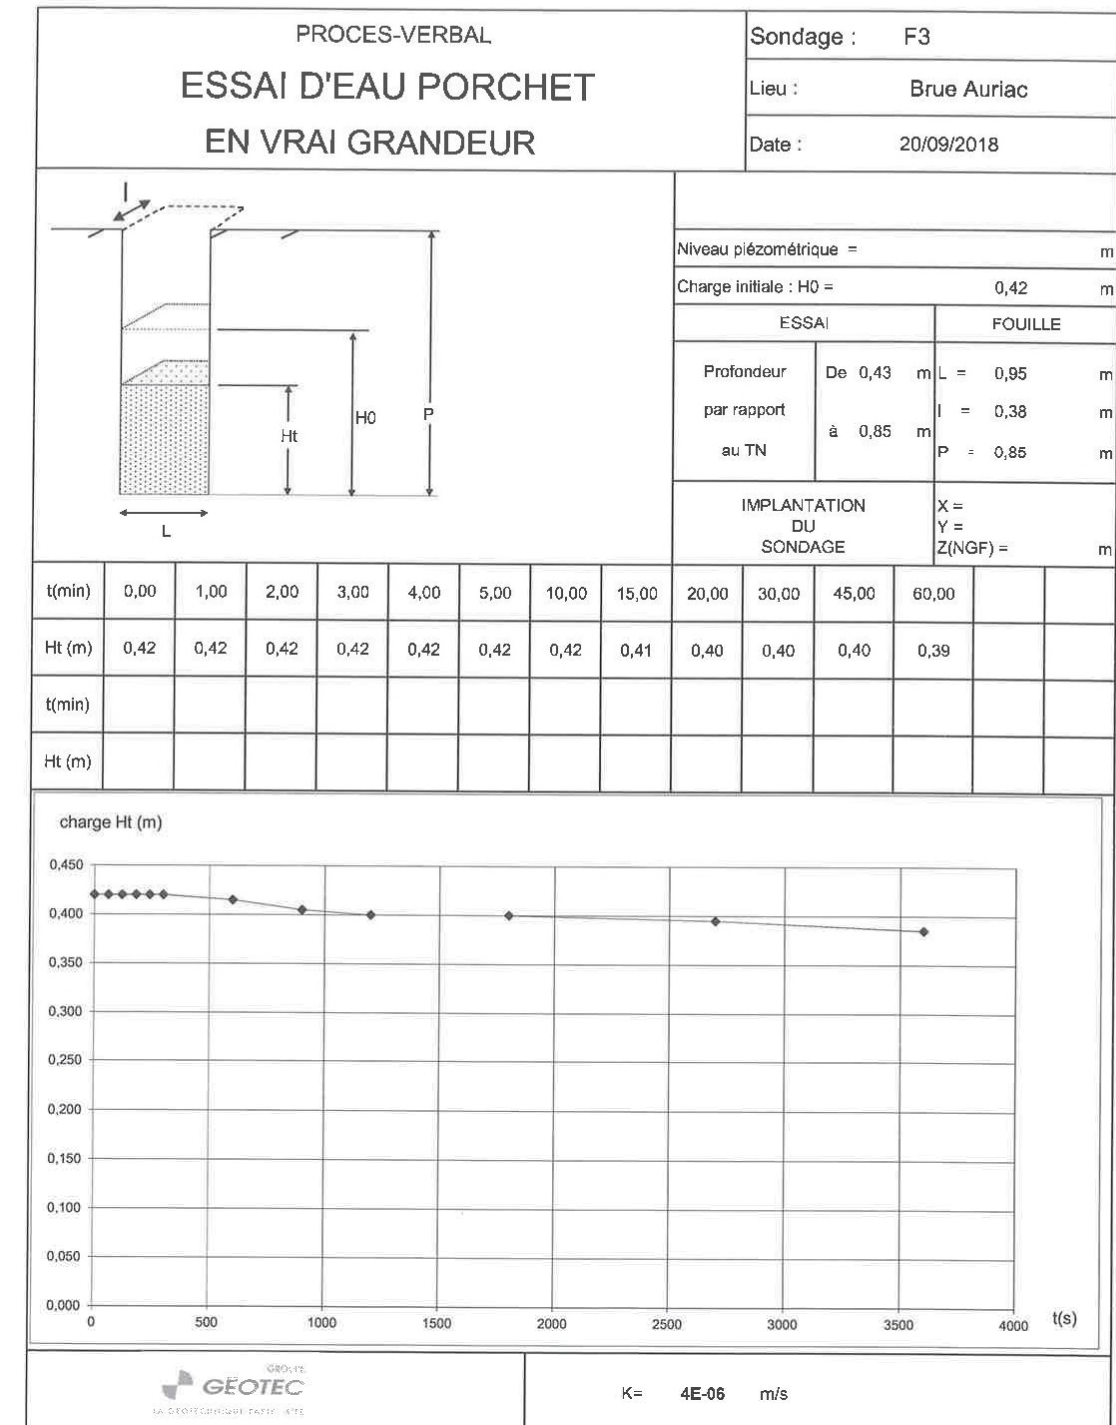 PROCES-VERBAL
ESSAI D'EAU PORCHET
EN VRAI GRANDEUR
Sondage : F3
Lieu : Brue Auriac
Date : 20/09/2018
l
H0
P
Ht
L
Niveau piézométrique = m
Charge initiale : H0 = 0,42 m
ESSAI FOUILLE
Profondeur par rapport au TN
De 0,43 m
à 0,85 m
L = 0,95 m
l = 0,38 m
P = 0,85 m
IMPLANTATION
DU
SONDAGE
X =
Y =
Z(NGF) = m
t(min) 0,00 1,00 2,00 3,00 4,00 5,00 10,00 15,00 20,00 30,00 45,00 60,00
Ht (m) 0,42 0,42 0,42 0,42 0,42 0,42 0,42 0,41 0,40 0,40 0,40 0,39
t(min)
Ht (m)
charge Ht (m)
0,450
0,400
0,350
0,300
0,250
0,200
0,150
0,100
0,050
0,000
0 500 1000 1500 2000 2500 3000 3500 4000 t(s)
GROUPE
GEOTEC
K= 4E-06 m/s